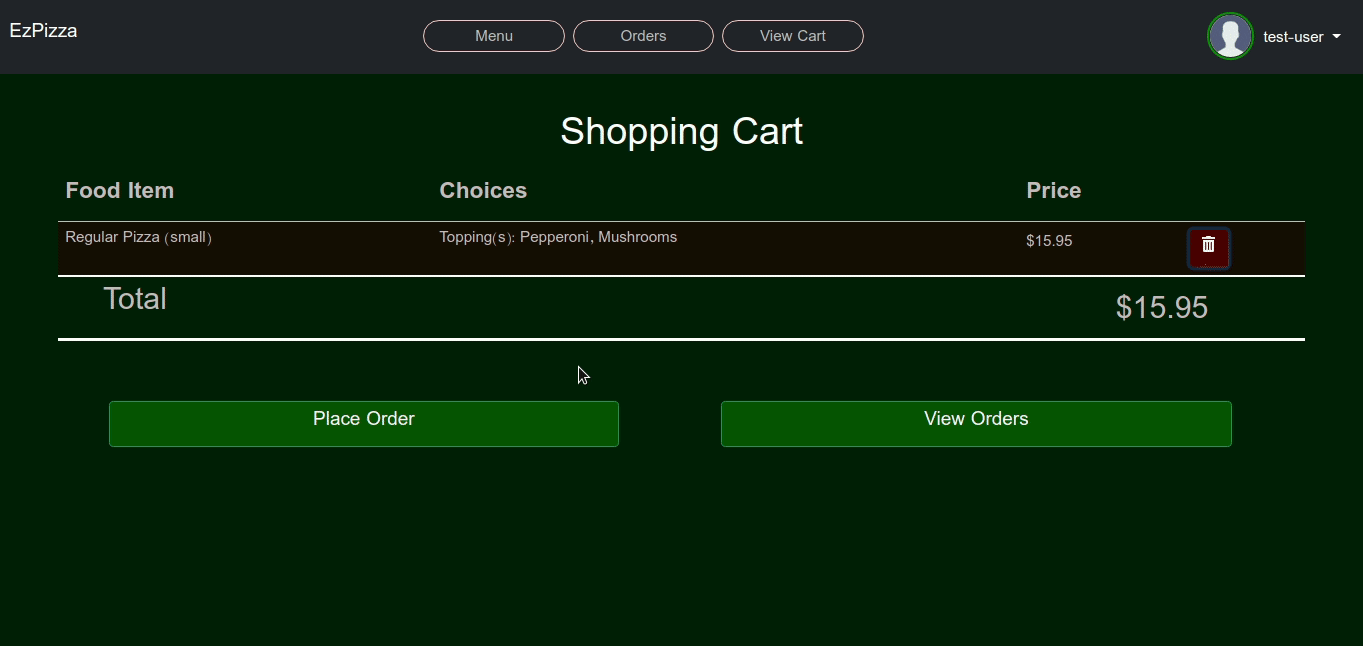 EzPizza
Menu Orders View Cart
test-user
Shopping Cart
Food Item Choices Price
Regular Pizza (small) Topping(s): Pepperoni, Mushrooms $15.95
Total $15.95
Place Order View Orders